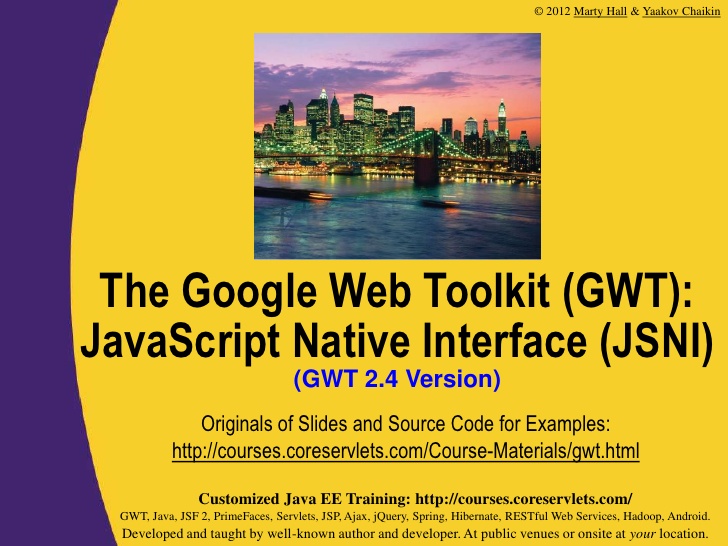 © 2012 Marty Hall & Yaakov Chaikin
The Google Web Toolkit (GWT):
JavaScript Native Interface (JSNI)
(GWT 2.4 Version)
Originals of Slides and Source Code for Examples:
http://courses.coreservlets.com/Course-Materials/gwt.html
Customized Java EE Training: http://courses.coreservlets.com/
GWT, Java, JSF 2, PrimeFaces, Servlets, JSP, Ajax, jQuery, Spring, Hibernate, RESTful Web Services, Hadoop, Android.
Developed and taught by well-known author and developer. At public venues or onsite at your location.